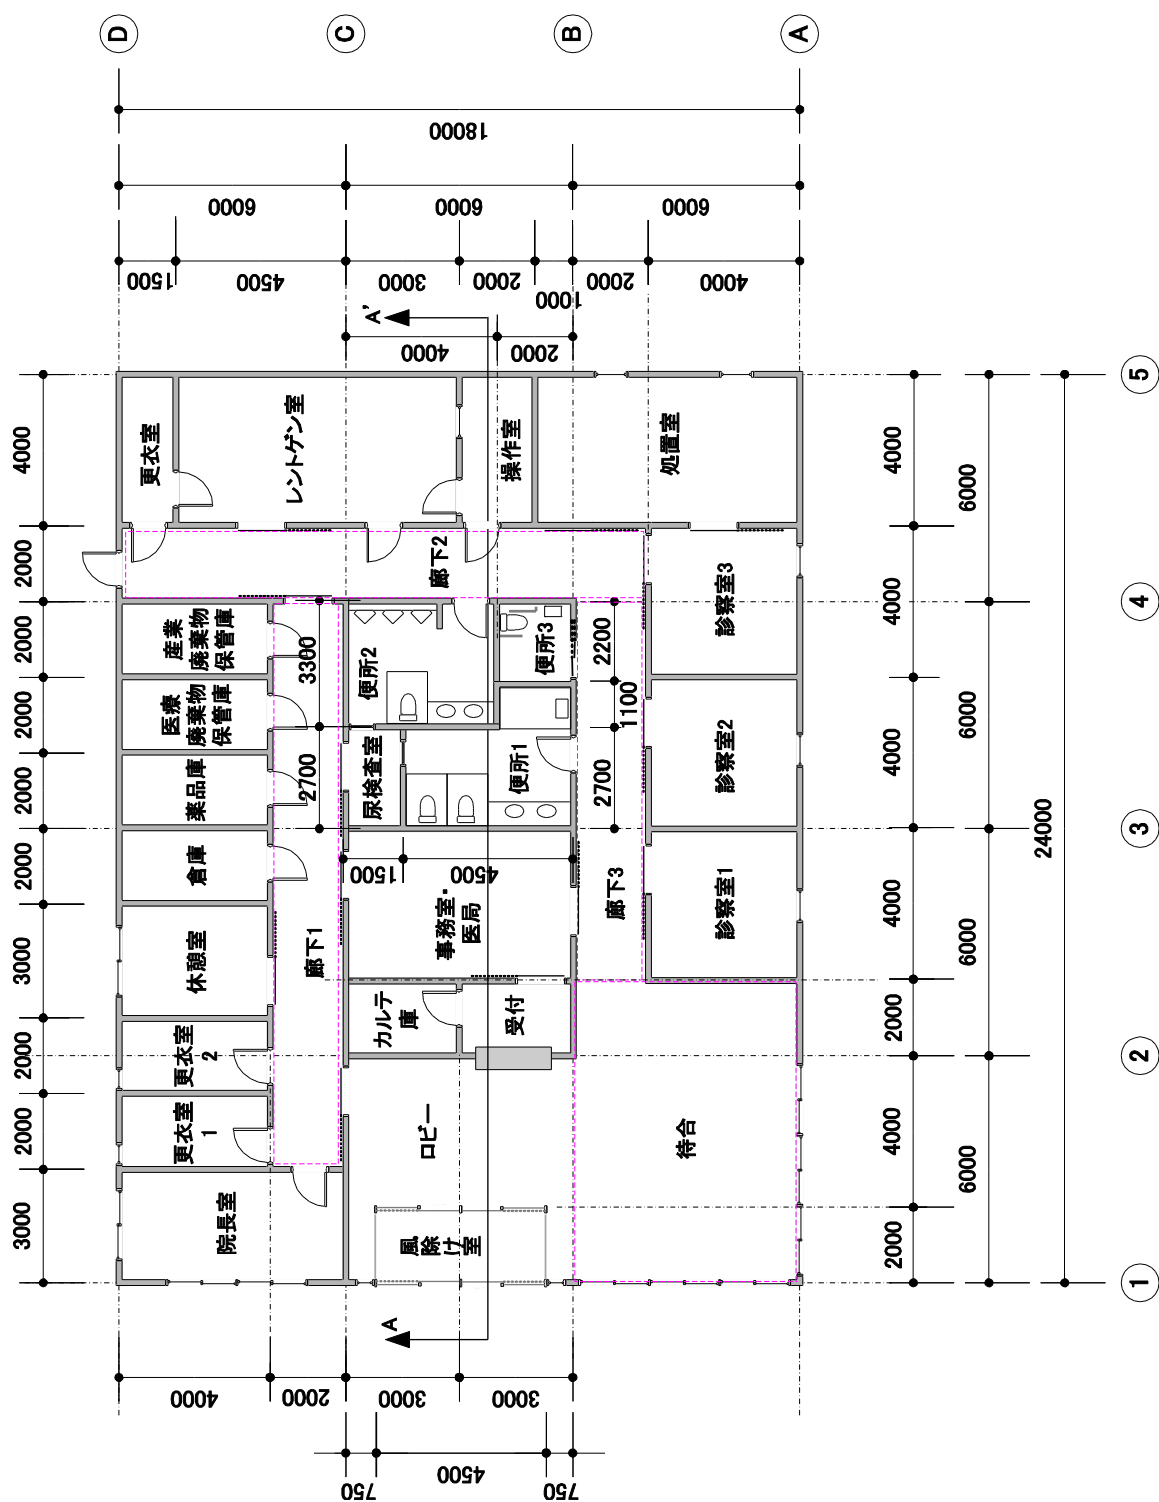 3000
2000
2000
3000
2000
2000
2000
2000
2000
4000
D
C
B
A
18000
6000
6000
6000
1500
4500
3000
2000
1000
2000
4000
4000
2000
4000
2000
3000
3000
750
4500
750
院長室
更衣室
1
更衣室
2
休憩室
倉庫
薬品庫
医療
廃棄物
保管庫
産業
廃棄物
保管庫
更衣室
レントゲン室
廊下1
廊下2
2700
3300
尿検査室
便所2
1500
4500
カルテ
庫
事務室・
医局
便所1
便所3
操作室
ロビー
風
除け
室
受付
A
A'
2700
1100
2200
廊下3
待合
診察室1
診察室2
診察室3
処置室
2000
4000
2000
4000
4000
4000
4000
6000
6000
6000
6000
24000
1
2
3
4
5